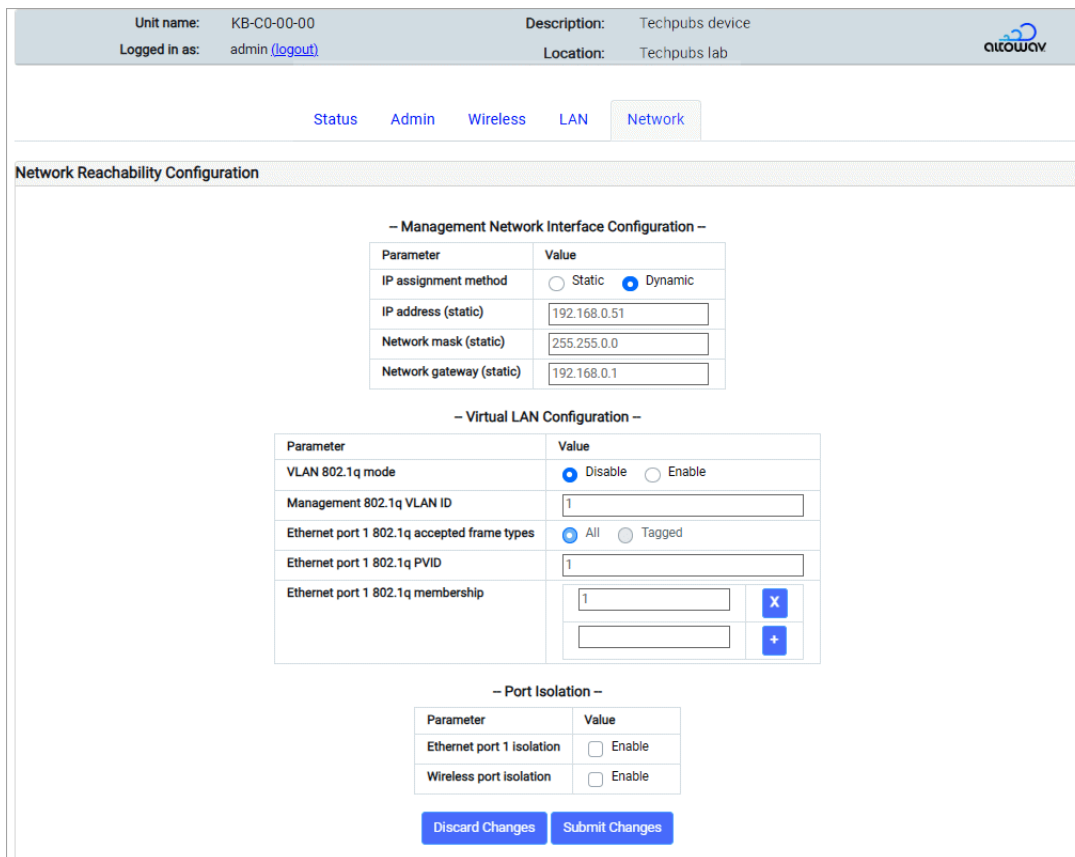 Unit name: KB-C0-00-00 Description: Techpubs device
Logged in as: admin (logout) Location: Techpubs lab
altowav
Status Admin Wireless LAN Network
Network Reachability Configuration
-- Management Network Interface Configuration --
Parameter Value
IP assignment method Static Dynamic
IP address (static) 192.168.0.51
Network mask (static) 255.255.0.0
Network gateway (static) 192.168.0.1
-- Virtual LAN Configuration --
Parameter Value
VLAN 802.1q mode Disable Enable
Management 802.1q VLAN ID 1
Ethernet port 1 802.1q accepted frame types All Tagged
Ethernet port 1 802.1q PVID 1
Ethernet port 1 802.1q membership 1 X
+
-- Port Isolation --
Parameter Value
Ethernet port 1 isolation Enable
Wireless port isolation Enable
Discard Changes Submit Changes